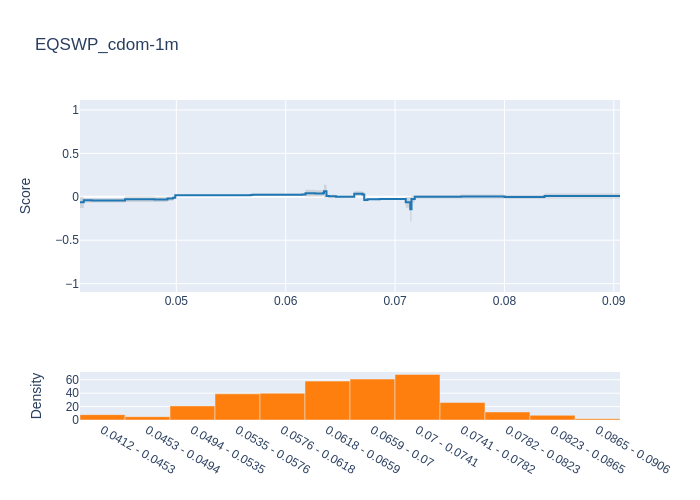 EQSWP_cdom-1m
Score
1
0.5
0
−0.5
−1
0.05
0.06
0.07
0.08
0.09
Density
60
40
20
0
0.0412 - 0.0453
0.0453 - 0.0494
0.0494 - 0.0535
0.0535 - 0.0576
0.0576 - 0.0618
0.0618 - 0.0659
0.0659 - 0.07
0.07 - 0.0741
0.0741 - 0.0782
0.0782 - 0.0823
0.0823 - 0.0865
0.0865 - 0.0906